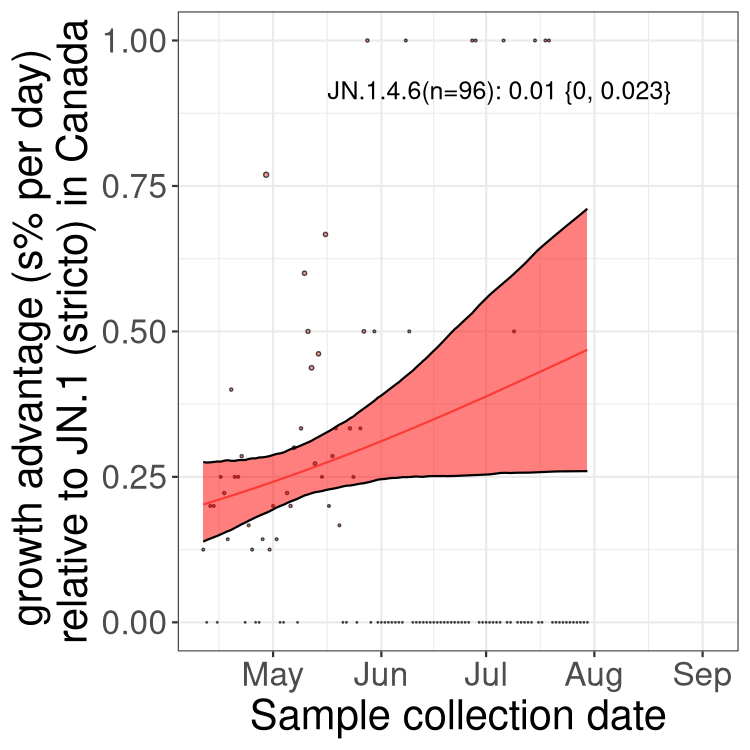 growth advantage (s% per day)
relative to JN.1 (stricto) in Canada
1.00
0.75
0.50
0.25
0.00
JN.1.4.6(n=96): 0.01 {0, 0.023}
May Jun Jul Aug Sep
Sample collection date